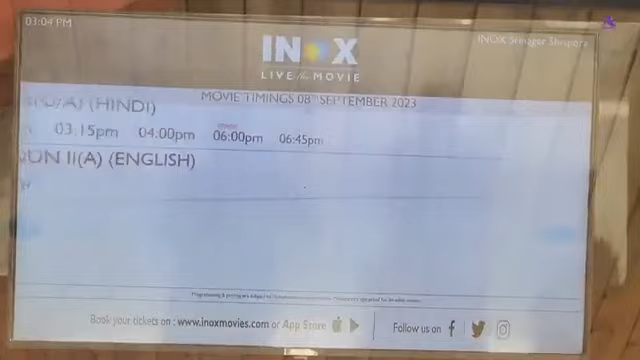 03:04 PM
INOX
LIVE the MOVIE
INOX Srinagar Shivpora
MOVIE TIMINGS 08 SEPTEMBER 2023
(HINDI)
03:15pm 04:00pm 06:00pm 06:45pm
II(A) (ENGLISH)
Book your tickets on : www.inoxmovies.com or App Store
Follow us on